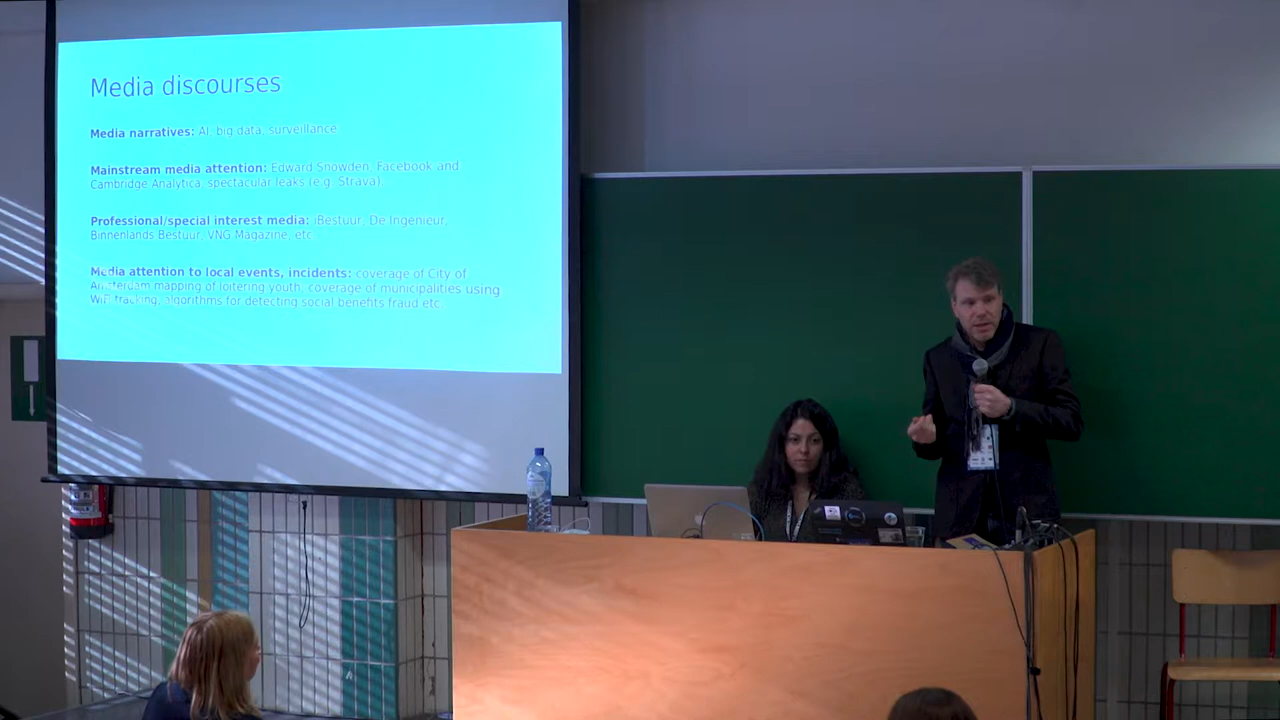 Media discourses
Media narratives: AI, big data, surveillance
Mainstream media attention: Edward Snowden, Facebook and
Cambridge Analytica, spectacular leaks (e.g. Strava)
Professional/special interest media: iBestuur, De Ingenieur,
Binnenlands Bestuur, VNG Magazine, etc
Media attention to local events, incidents: coverage of City of
Amsterdam mapping of loitering youth; coverage of municipalities using
WiFi tracking, algorithms for detecting social benefits fraud etc.